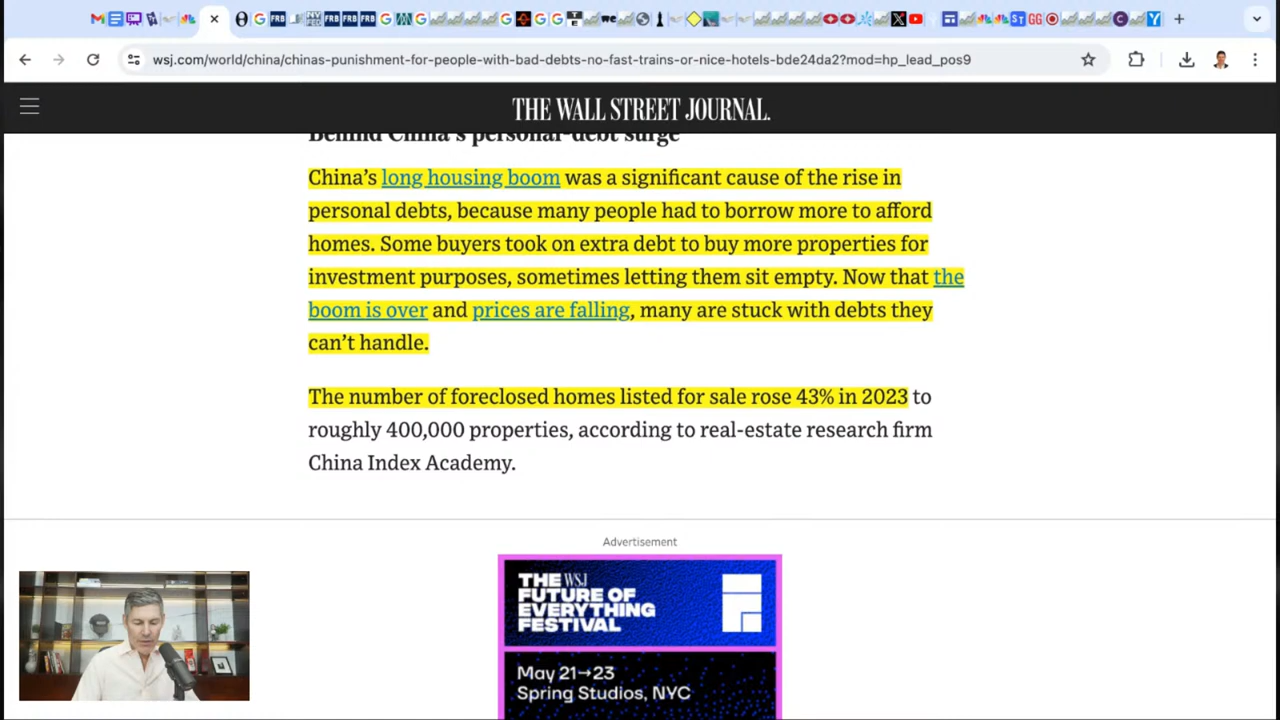 wsj.com/world/china/chinas-punishment-for-people-with-bad-debts-no-fast-trains-or-nice-hotels-bde24da2?mod=hp_lead_pos9
THE WALL STREET JOURNAL.
Behind China's personal-debt surge
China's long housing boom was a significant cause of the rise in
personal debts, because many people had to borrow more to afford
homes. Some buyers took on extra debt to buy more properties for
investment purposes, sometimes letting them sit empty. Now that the
boom is over and prices are falling, many are stuck with debts they
can't handle.
The number of foreclosed homes listed for sale rose 43% in 2023 to
roughly 400,000 properties, according to real-estate research firm
China Index Academy.
Advertisement
THE WSJ
FUTURE OF
EVERYTHING
FESTIVAL
May 21→23
Spring Studios, NYC